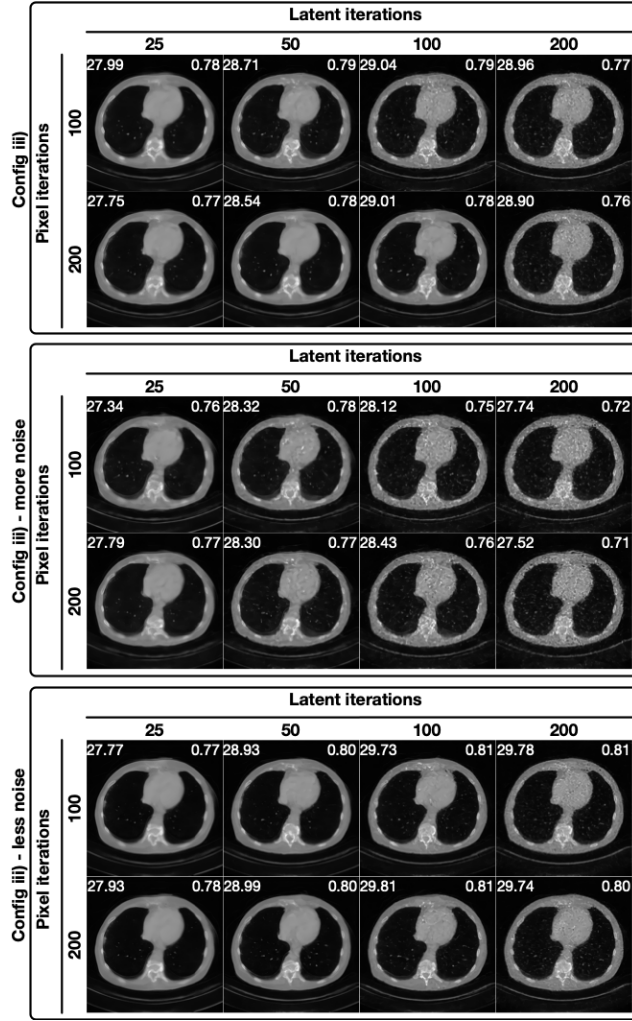 Latent iterations
25 50 100 200
Config iii)
Pixel iterations
100
27.99 0.78 28.71 0.79 29.04 0.79 28.96 0.77
200
27.75 0.77 28.54 0.78 29.01 0.78 28.90 0.76
Latent iterations
25 50 100 200
Config iii) - more noise
Pixel iterations
100
27.34 0.76 28.32 0.78 28.12 0.75 27.74 0.72
200
27.79 0.77 28.30 0.77 28.43 0.76 27.52 0.71
Latent iterations
25 50 100 200
Config iii) - less noise
Pixel iterations
100
27.77 0.77 28.93 0.80 29.73 0.81 29.78 0.81
200
27.93 0.78 28.99 0.80 29.81 0.81 29.74 0.80